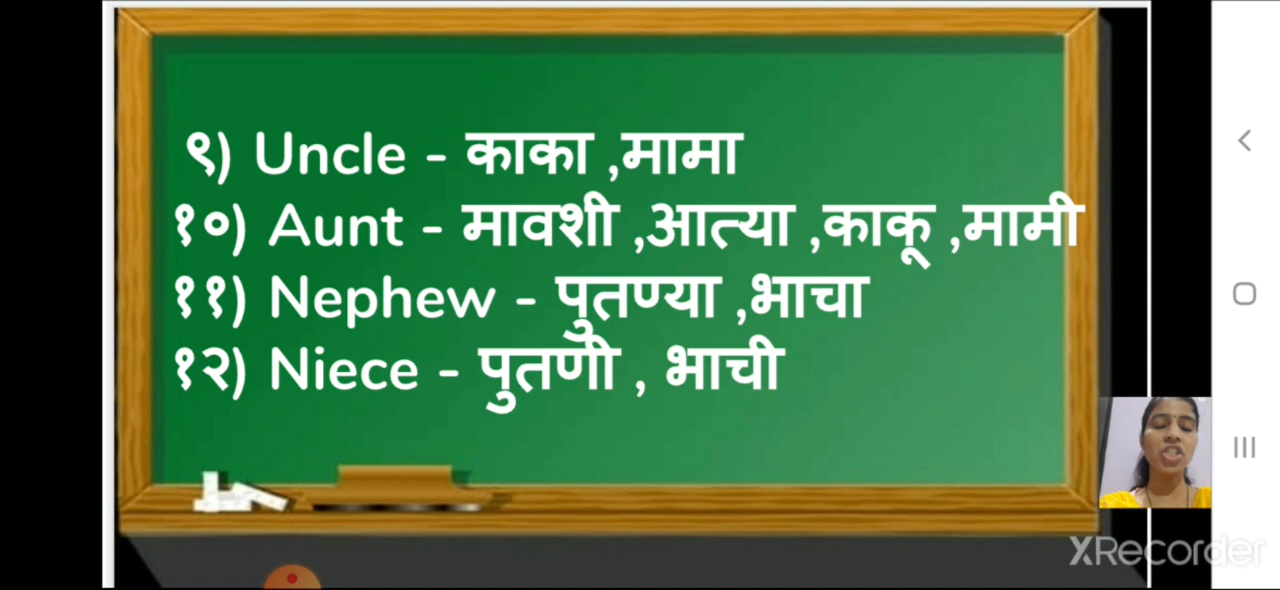 ९) Uncle - काका ,मामा
१०) Aunt - मावशी ,आत्या ,काकू ,मामी
११) Nephew - पुतण्या ,भाचा
१२) Niece - पुतणी , भाची
XRecorder